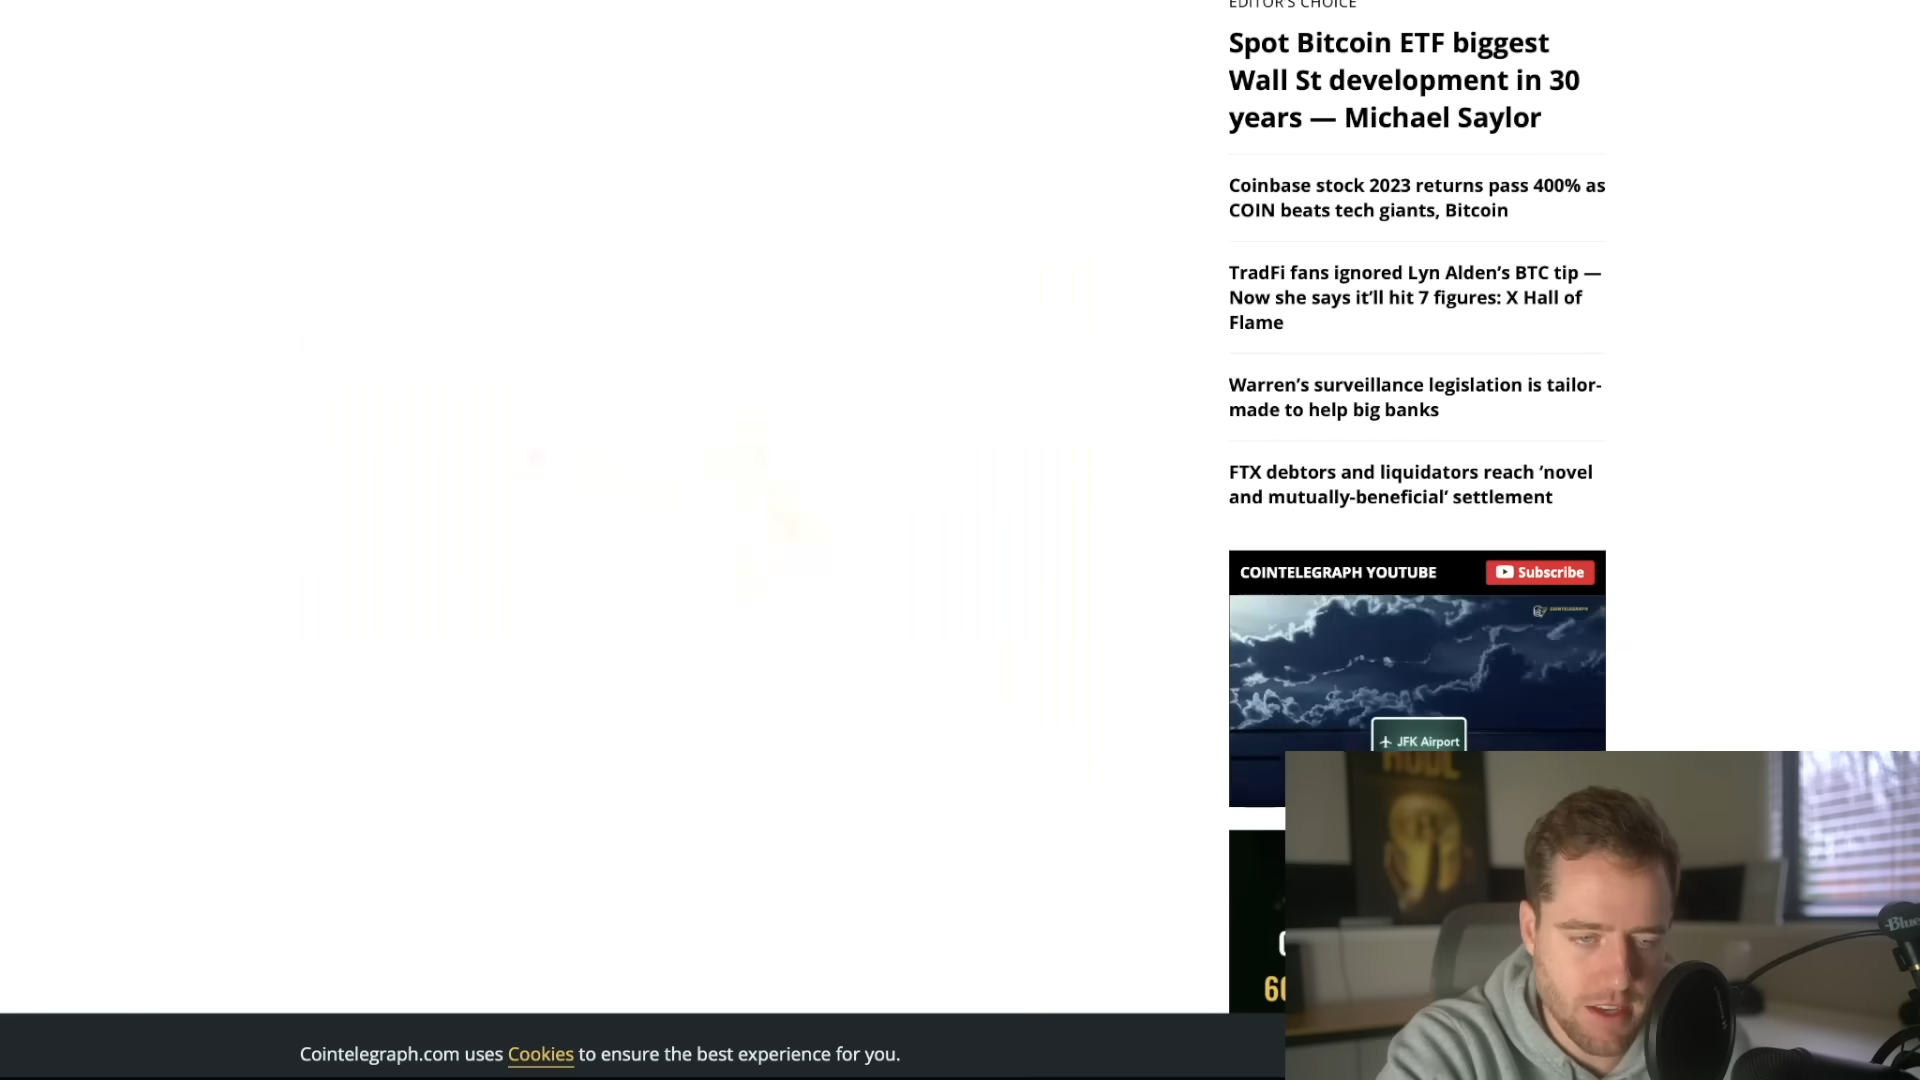 EDITOR'S CHOICE
Spot Bitcoin ETF biggest
Wall St development in 30
years — Michael Saylor
Coinbase stock 2023 returns pass 400% as
COIN beats tech giants, Bitcoin
TradFi fans ignored Lyn Alden’s BTC tip —
Now she says it’ll hit 7 figures: X Hall of
Flame
Warren’s surveillance legislation is tailor-
made to help big banks
FTX debtors and liquidators reach ‘novel
and mutually-beneficial’ settlement
COINTELEGRAPH YOUTUBE
Subscribe
COINTELEGRAPH
JFK Airport
HODL
Blue
Cointelegraph.com uses Cookies to ensure the best experience for you.